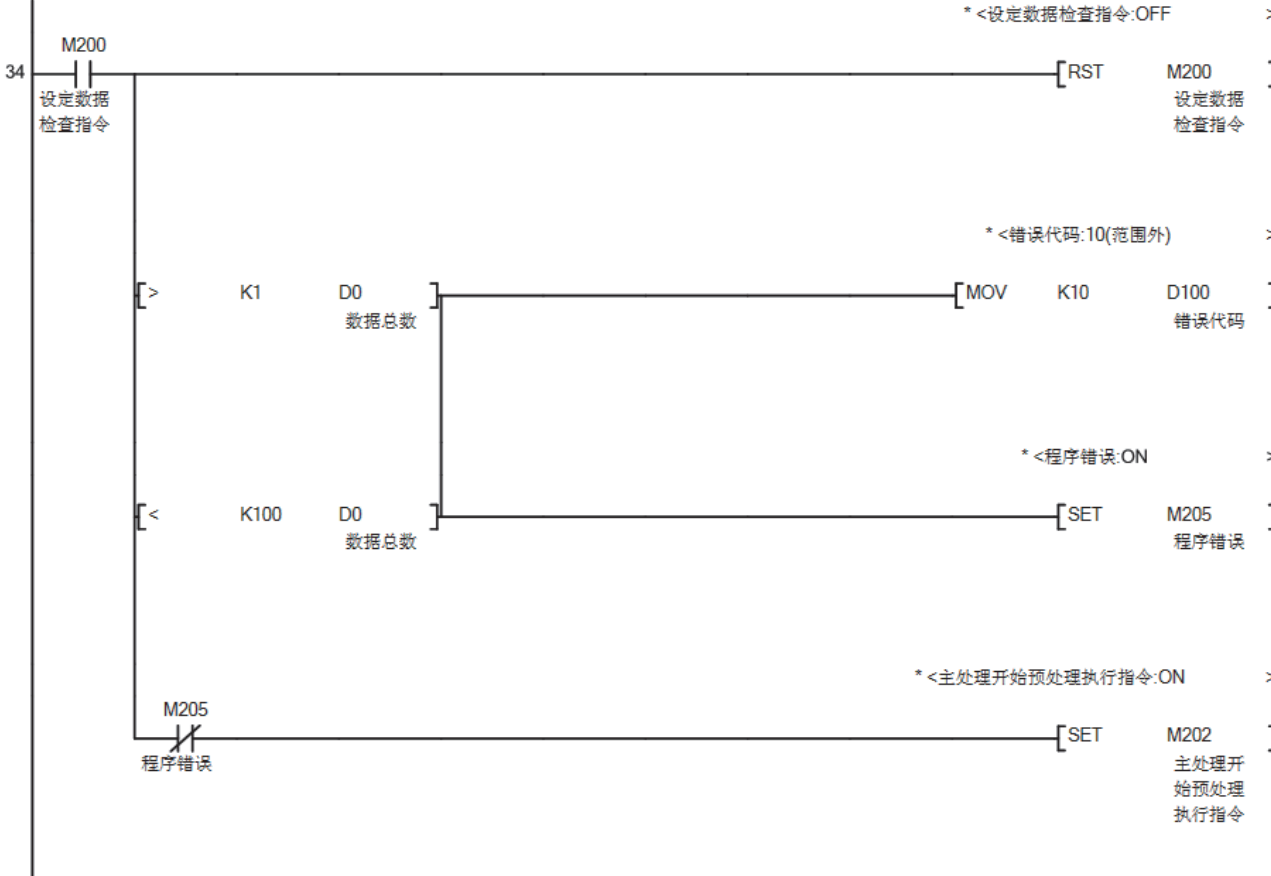 * <设定数据检查指令:OFF >
M200
34 [RST M200 ]
设定数据 设定数据
检查指令 检查指令
* <错误代码:10(范围外) >
[> K1 D0 ] [MOV K10 D100 ]
数据总数 错误代码
* <程序错误:ON >
[< K100 D0 ] [SET M205 ]
数据总数 程序错误
* <主处理开始预处理执行指令:ON >
M205
[SET M202 ]
程序错误 主处理开
始预处理
执行指令